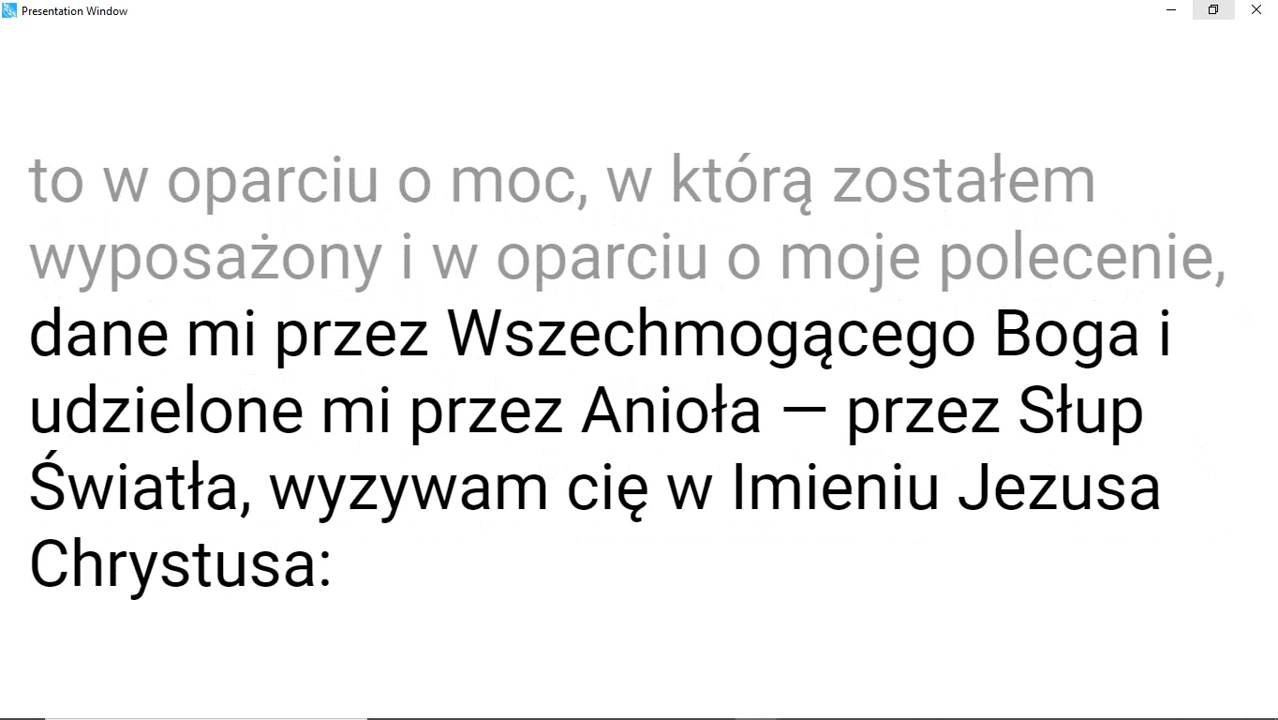 Presentation Window
to w oparciu o moc, w którą zostałem
wyposażony i w oparciu o moje polecenie,
dane mi przez Wszechmogącego Boga i
udzielone mi przez Anioła — przez Słup
Światła, wyzywam cię w Imieniu Jezusa
Chrystusa: